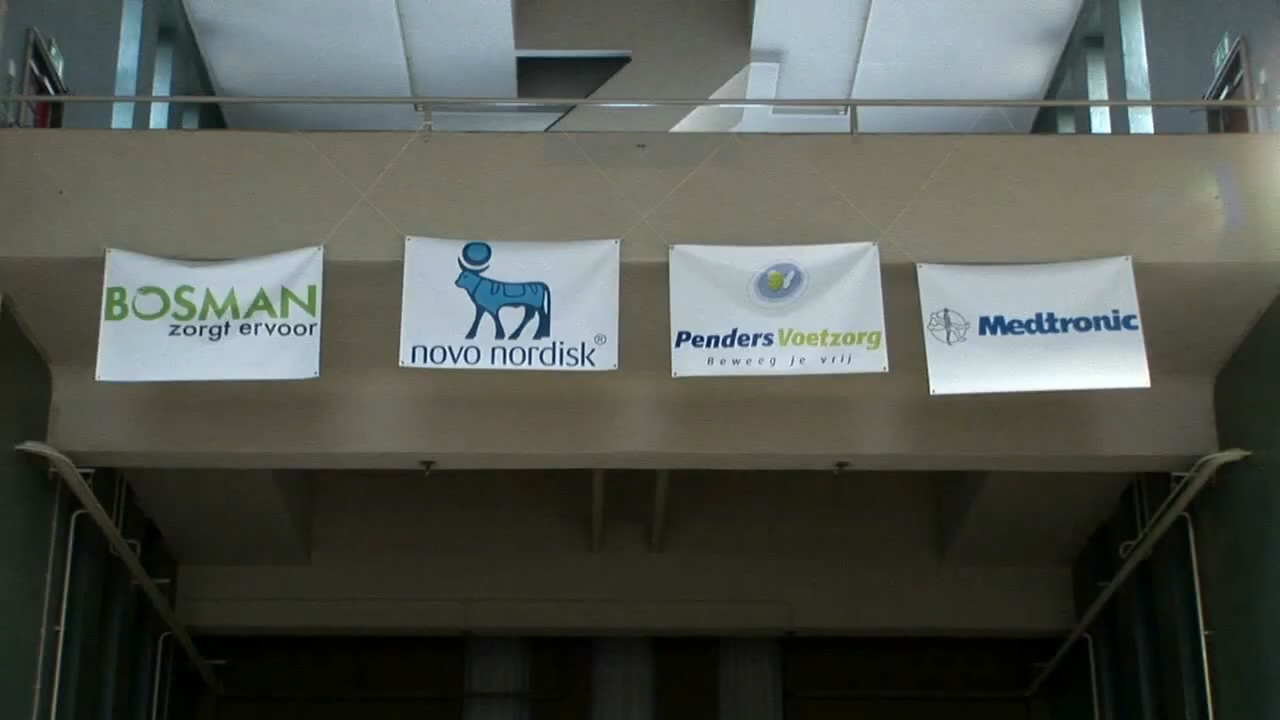 BOSMAN
zorgt ervoor
novo nordisk®
Penders Voetzorg
Beweeg je vrij
Medtronic